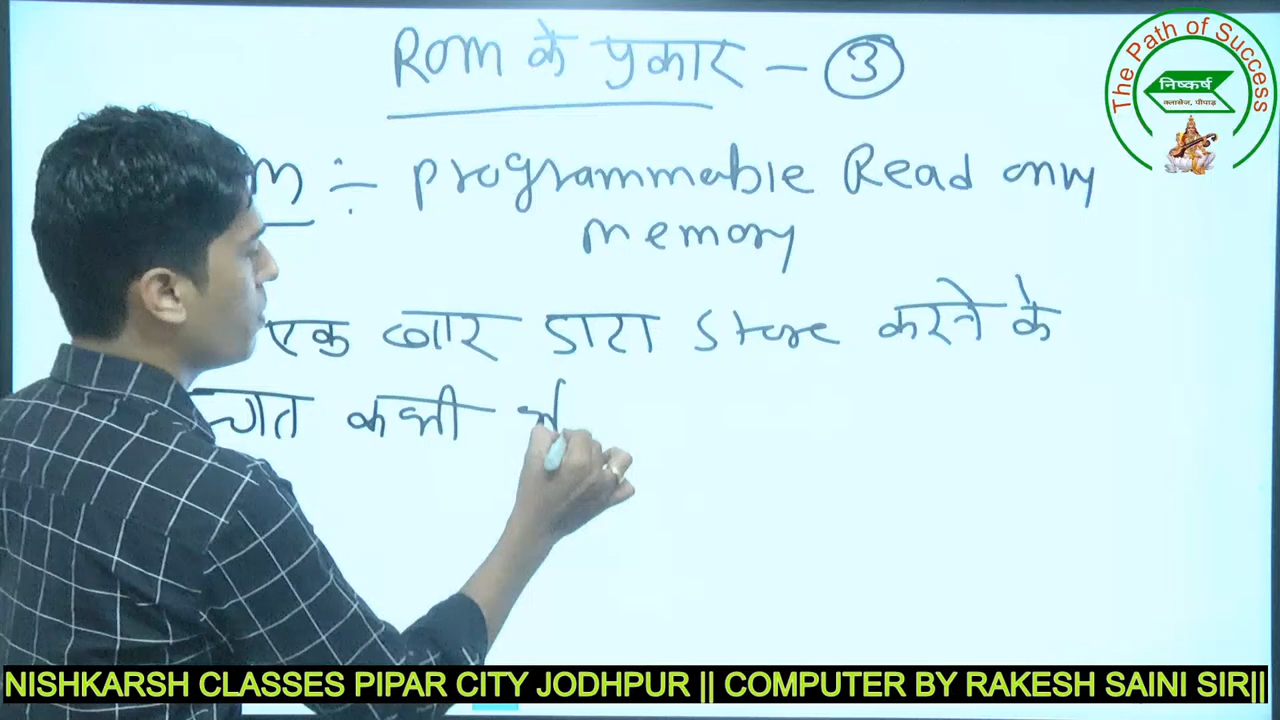 Rom के प्रकार - 3
m :- programmable Read only
memory
एक बार डाटा Store करने के
कभी
The Path of Success
निष्कर्ष
क्लासेज, पीपाड़
NISHKARSH CLASSES PIPAR CITY JODHPUR || COMPUTER BY RAKESH SAINI SIR||